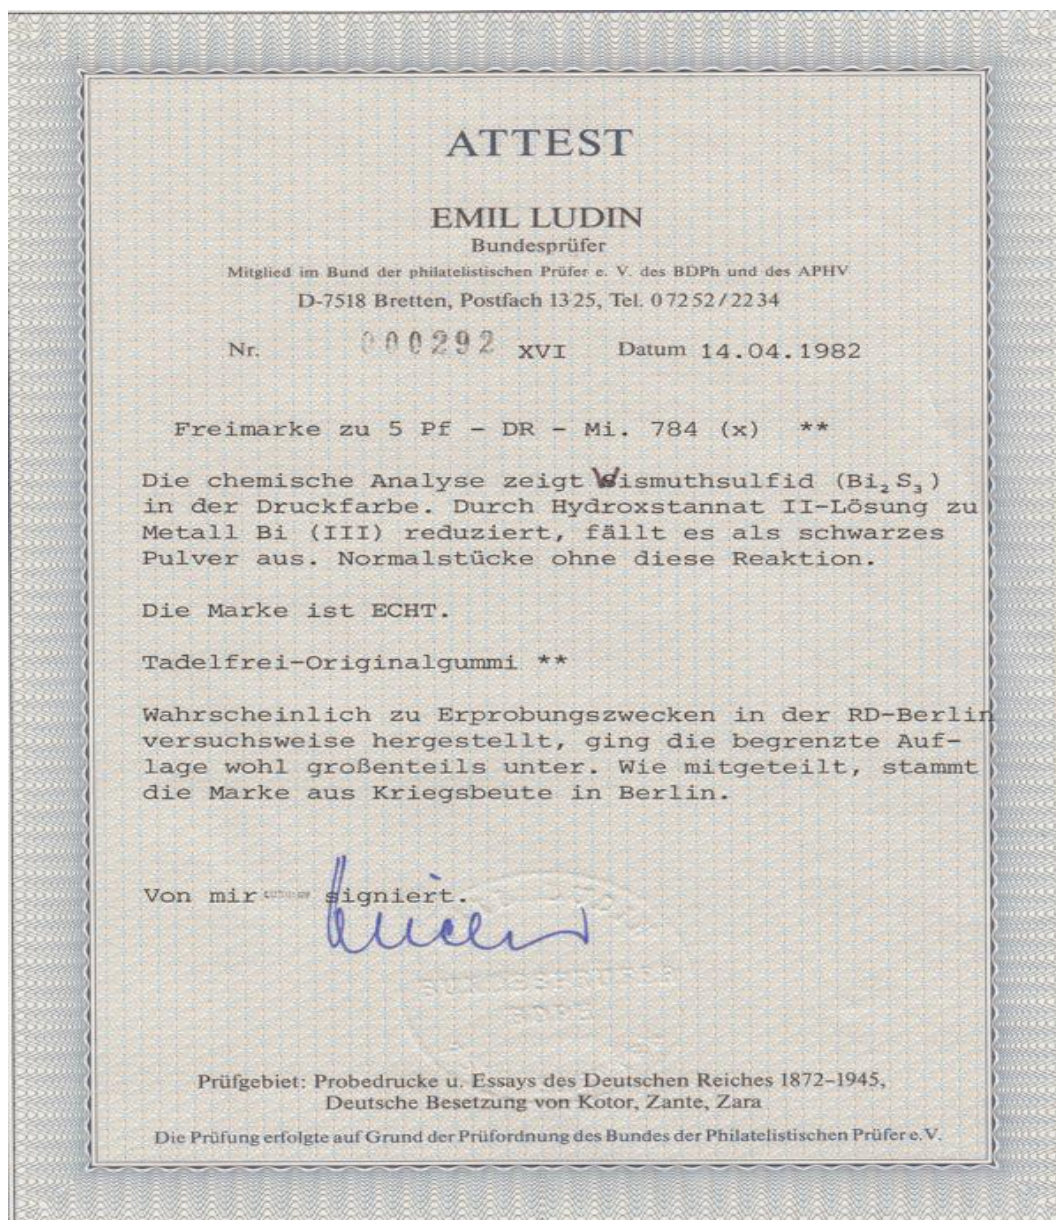 ATTEST
EMIL LUDIN
Bundesprüfer
Mitglied im Bund der philatelistischen Prüfer e. V. des BDPh und des APHV
D-7518 Bretten, Postfach 1325, Tel. 07252/2234
Nr. 000292 XVI Datum 14.04.1982
Freimarke zu 5 Pf - DR - Mi. 784 (x) **
Die chemische Analyse zeigt Wismuthsulfid (Bi₂S₃)
in der Druckfarbe. Durch Hydroxstannat II-Lösung zu
Metall Bi (III) reduziert, fällt es als schwarzes
Pulver aus. Normalstücke ohne diese Reaktion.
Die Marke ist ECHT.
Tadelfrei-Originalgummi **
Wahrscheinlich zu Erprobungszwecken in der RD-Berlin
versuchsweise hergestellt, ging die begrenzte Auf-
lage wohl großenteils unter. Wie mitgeteilt, stammt
die Marke aus Kriegsbeute in Berlin.
Von mir signiert.
Prüfgebiet: Probedrucke u. Essays des Deutschen Reiches 1872-1945,
Deutsche Besetzung von Kotor, Zante, Zara
Die Prüfung erfolgte auf Grund der Prüfordnung des Bundes der Philatelistischen Prüfer e.V.